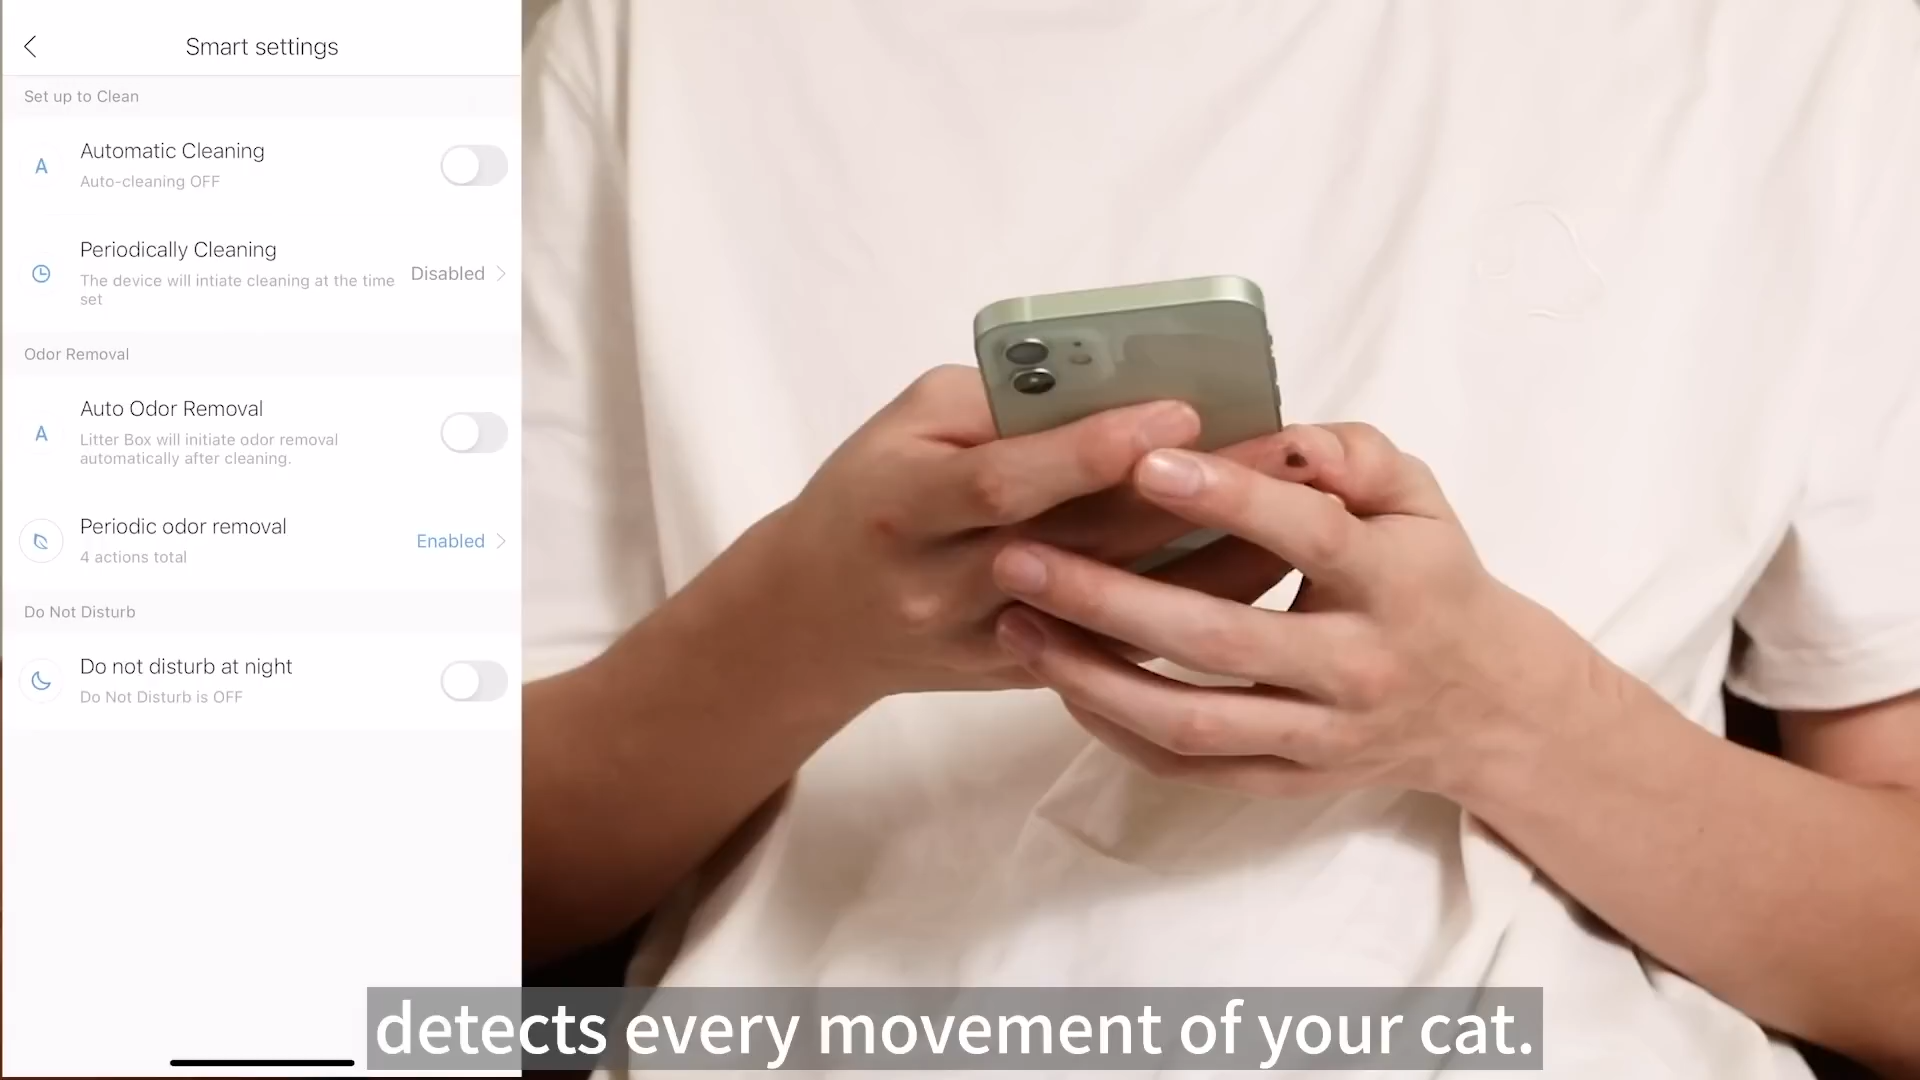 Smart settings
Set up to Clean
A
Automatic Cleaning
Auto-cleaning OFF
Periodically Cleaning
The device will intiate cleaning at the time
set
Disabled
Odor Removal
A
Auto Odor Removal
Litter Box will initiate odor removal
automatically after cleaning.
Periodic odor removal
4 actions total
Enabled
Do Not Disturb
Do not disturb at night
Do Not Disturb is OFF
detects every movement of your cat.